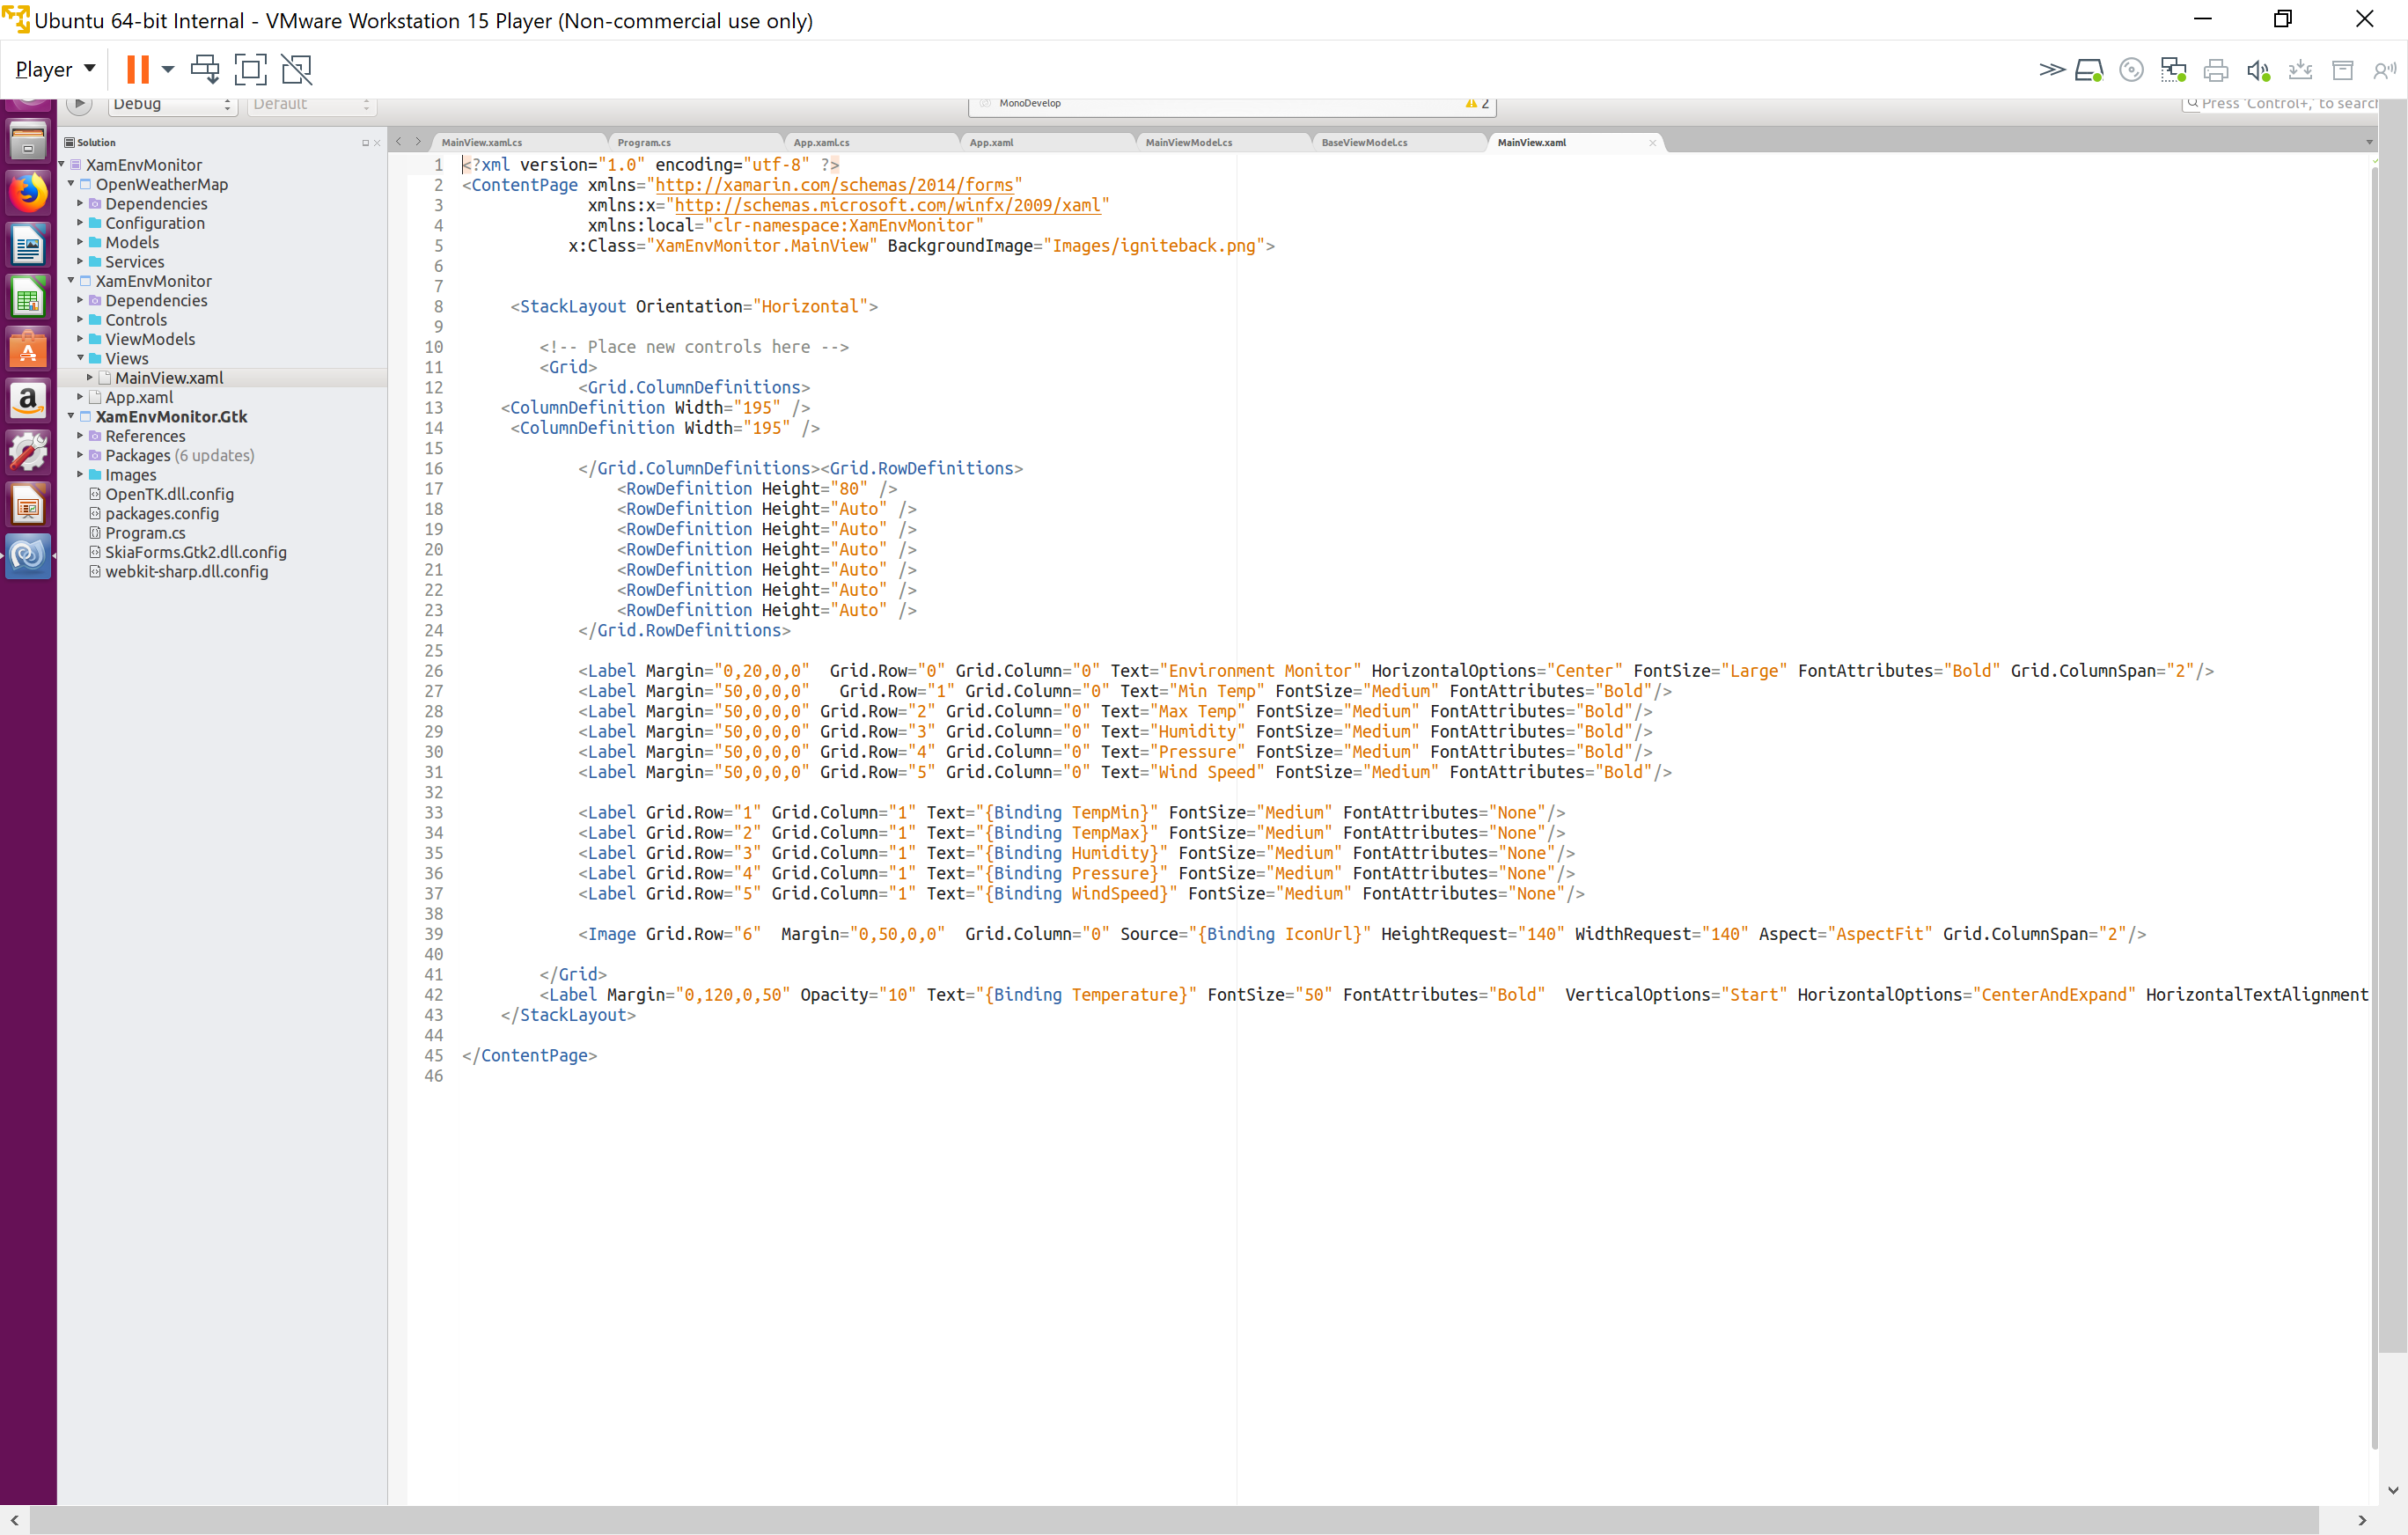 Ubuntu 64-bit Internal - VMware Workstation 15 Player (Non-commercial use only)
Player
Debug
Default
MonoDevelop
2
Press 'Control+,' to search
Solution
XamEnvMonitor
OpenWeatherMap
Dependencies
Configuration
Models
Services
XamEnvMonitor
Dependencies
Controls
ViewModels
Views
MainView.xaml
App.xaml
XamEnvMonitor.Gtk
References
Packages (6 updates)
Images
OpenTK.dll.config
packages.config
Program.cs
SkiaForms.Gtk2.dll.config
webkit-sharp.dll.config
MainView.xaml.cs Program.cs App.xaml.cs App.xaml MainViewModel.cs BaseViewModel.cs MainView.xaml
1 <?xml version="1.0" encoding="utf-8" ?>
2 <ContentPage xmlns="http://xamarin.com/schemas/2014/forms"
3 xmlns:x="http://schemas.microsoft.com/winfx/2009/xaml"
4 xmlns:local="clr-namespace:XamEnvMonitor"
5 x:Class="XamEnvMonitor.MainView" BackgroundImage="Images/igniteback.png">
6
7
8 <StackLayout Orientation="Horizontal">
9
10 <!-- Place new controls here -->
11 <Grid>
12 <Grid.ColumnDefinitions>
13 <ColumnDefinition Width="195" />
14 <ColumnDefinition Width="195" />
15
16 </Grid.ColumnDefinitions><Grid.RowDefinitions>
17 <RowDefinition Height="80" />
18 <RowDefinition Height="Auto" />
19 <RowDefinition Height="Auto" />
20 <RowDefinition Height="Auto" />
21 <RowDefinition Height="Auto" />
22 <RowDefinition Height="Auto" />
23 <RowDefinition Height="Auto" />
24 </Grid.RowDefinitions>
25
26 <Label Margin="0,20,0,0" Grid.Row="0" Grid.Column="0" Text="Environment Monitor" HorizontalOptions="Center" FontSize="Large" FontAttributes="Bold" Grid.ColumnSpan="2"/>
27 <Label Margin="50,0,0,0" Grid.Row="1" Grid.Column="0" Text="Min Temp" FontSize="Medium" FontAttributes="Bold"/>
28 <Label Margin="50,0,0,0" Grid.Row="2" Grid.Column="0" Text="Max Temp" FontSize="Medium" FontAttributes="Bold"/>
29 <Label Margin="50,0,0,0" Grid.Row="3" Grid.Column="0" Text="Humidity" FontSize="Medium" FontAttributes="Bold"/>
30 <Label Margin="50,0,0,0" Grid.Row="4" Grid.Column="0" Text="Pressure" FontSize="Medium" FontAttributes="Bold"/>
31 <Label Margin="50,0,0,0" Grid.Row="5" Grid.Column="0" Text="Wind Speed" FontSize="Medium" FontAttributes="Bold"/>
32
33 <Label Grid.Row="1" Grid.Column="1" Text="{Binding TempMin}" FontSize="Medium" FontAttributes="None"/>
34 <Label Grid.Row="2" Grid.Column="1" Text="{Binding TempMax}" FontSize="Medium" FontAttributes="None"/>
35 <Label Grid.Row="3" Grid.Column="1" Text="{Binding Humidity}" FontSize="Medium" FontAttributes="None"/>
36 <Label Grid.Row="4" Grid.Column="1" Text="{Binding Pressure}" FontSize="Medium" FontAttributes="None"/>
37 <Label Grid.Row="5" Grid.Column="1" Text="{Binding WindSpeed}" FontSize="Medium" FontAttributes="None"/>
38
39 <Image Grid.Row="6" Margin="0,50,0,0" Grid.Column="0" Source="{Binding IconUrl}" HeightRequest="140" WidthRequest="140" Aspect="AspectFit" Grid.ColumnSpan="2"/>
40
41 </Grid>
42 <Label Margin="0,120,0,50" Opacity="10" Text="{Binding Temperature}" FontSize="50" FontAttributes="Bold" VerticalOptions="Start" HorizontalOptions="CenterAndExpand" HorizontalTextAlignment
43 </StackLayout>
44
45 </ContentPage>
46